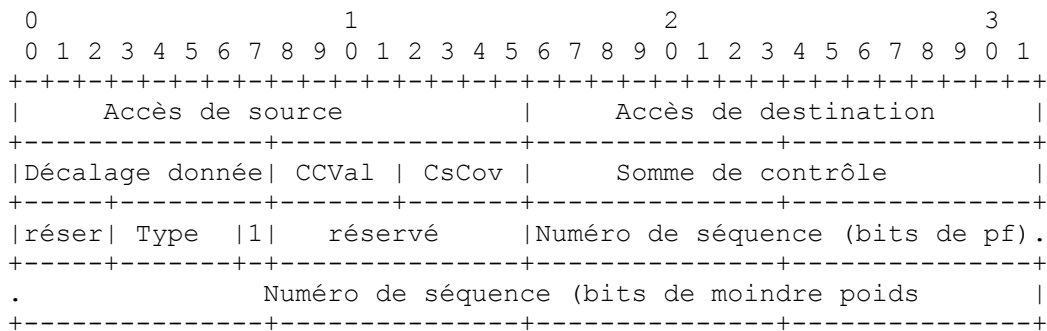 0                   1                   2                   3
 0 1 2 3 4 5 6 7 8 9 0 1 2 3 4 5 6 7 8 9 0 1 2 3 4 5 6 7 8 9 0 1
+-+-+-+-+-+-+-+-+-+-+-+-+-+-+-+-+-+-+-+-+-+-+-+-+-+-+-+-+-+-+-+-+
|     Accès de source           |     Accès de destination      |
+---------------+---------------+---------------+---------------+
|Décalage donnée| CCVal | CsCov |     Somme de contrôle         |
+-----+---------+-------+-------+---------------+---------------+
|réser| Type  |1|   réservé     |Numéro de séquence (bits de pf).
+-----+-------+-+---------------+---------------+---------------+
.               Numéro de séquence (bits de moindre poids       |
+---------------+---------------+---------------+---------------+